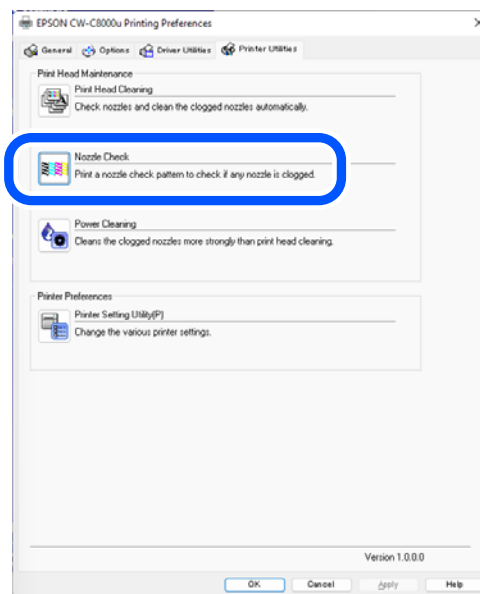 EPSON CW-C8000u Printing Preferences
General Options Driver Utilities Printer Utilities
Print Head Maintenance
Print Head Cleaning
Check nozzles and clean the clogged nozzles automatically.
Nozzle Check
Print a nozzle check pattern to check if any nozzle is clogged.
Power Cleaning
Cleans the clogged nozzles more strongly than print head cleaning.
Printer Preferences
Printer Setting Utility(P)
Change the various printer settings.
Version 1.0.0.0
OK Cancel Apply Help